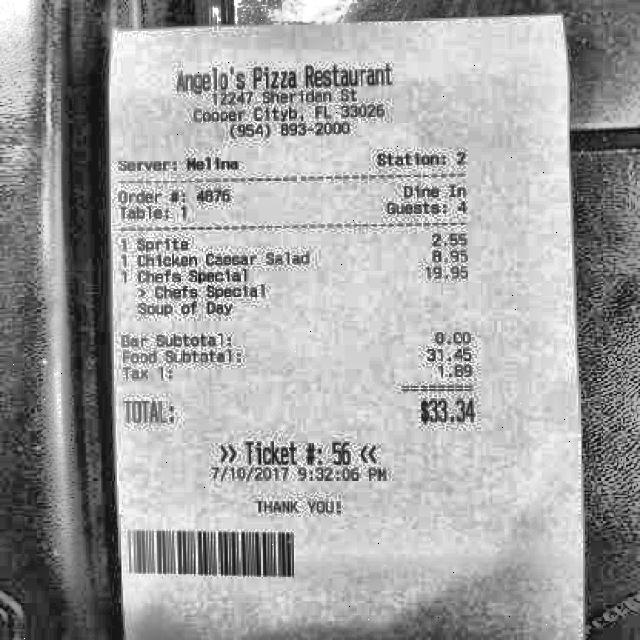 Angelo's Pizza Restaurant
12247 Sheriden St
Cooper Cityb, FL 33026
(954) 893-2000
Server: Melina Station: 2
Order #: 4876 Dine In
Table: 1 Guests: 4
1 Sprite 2.55
1 Chicken Caesar Salad 8.95
1 Chefs Special 19.95
> Chefs Special
Soup of Day
Bar Subtotal: 0.00
Food Subtotal: 31.45
Tax 1: 1.89
TOTAL: $33.34
>> Ticket #: 56 <<
7/10/2017 9:32:06 PM
THANK YOU!